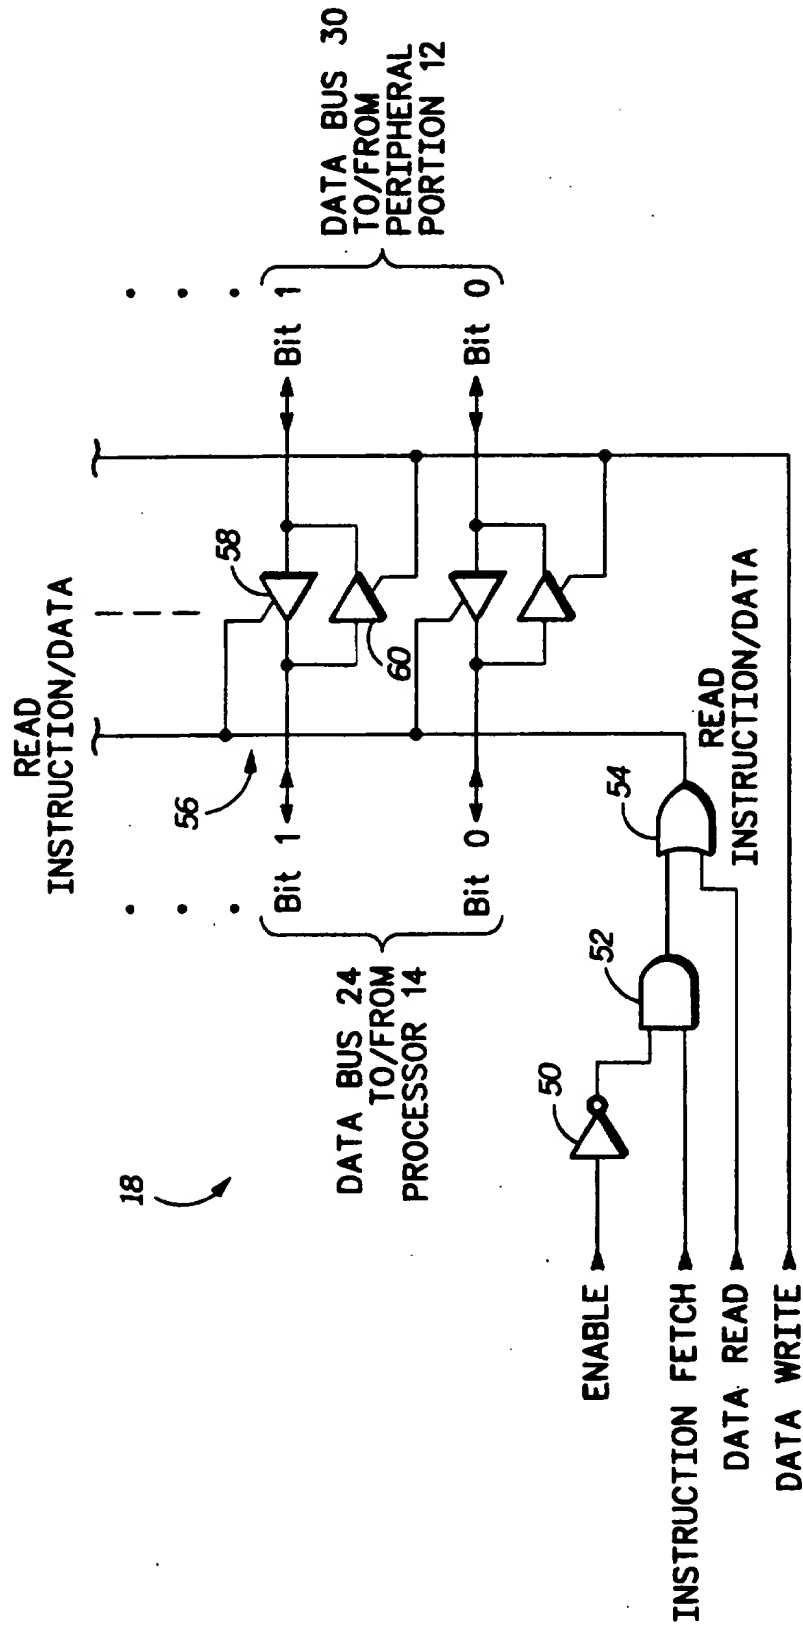 READ
INSTRUCTION/DATA
18
56
58
60
DATA BUS 24
TO/FROM
PROCESSOR 14
Bit 1
Bit 0
Bit 1
Bit 0
DATA BUS 30
TO/FROM
PERIPHERAL
PORTION 12
ENABLE
50
52
54
READ
INSTRUCTION/DATA
INSTRUCTION FETCH
DATA READ
DATA WRITE